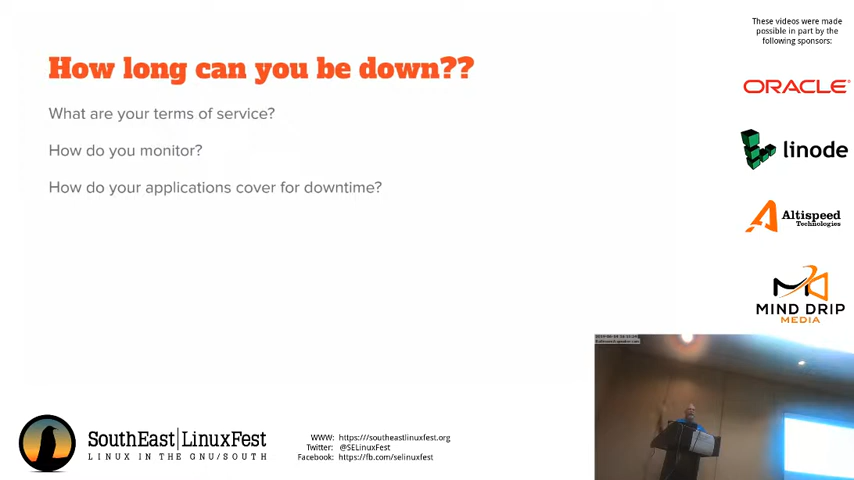 These videos were made
possible in part by the
following sponsors:
How long can you be down??
What are your terms of service?
How do you monitor?
How do your applications cover for downtime?
ORACLE
linode
Altispeed
Technologies
MIND DRIP
MEDIA
SouthEast|LinuxFest
LINUX IN THE GNU/SOUTH
WWW: https:///southeastlinuxfest.org
Twitter: @SELinuxFest
Facebook: https://fb.com/selinuxfest